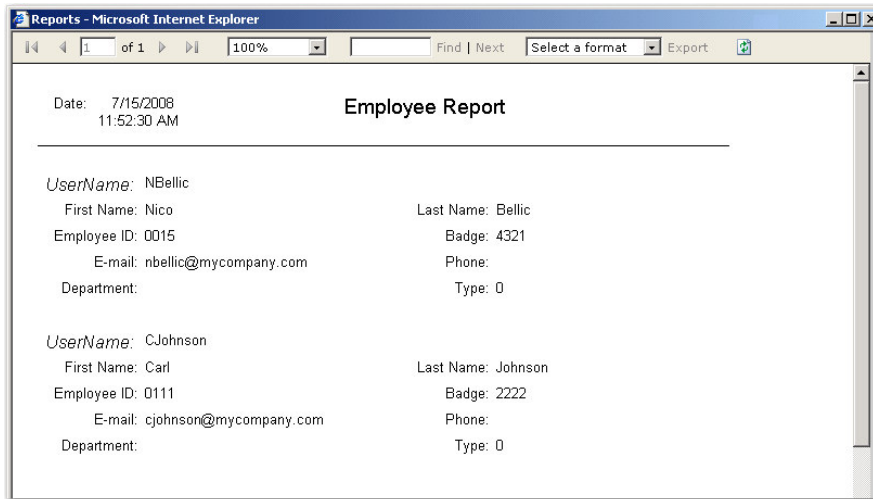 Reports - Microsoft Internet Explorer
1 of 1 100% Find | Next Select a format Export
Date: 7/15/2008
11:52:30 AM
Employee Report
UserName: NBellic
First Name: Nico Last Name: Bellic
Employee ID: 0015 Badge: 4321
E-mail: nbellic@mycompany.com Phone:
Department: Type: 0
UserName: CJohnson
First Name: Carl Last Name: Johnson
Employee ID: 0111 Badge: 2222
E-mail: cjohnson@mycompany.com Phone:
Department: Type: 0